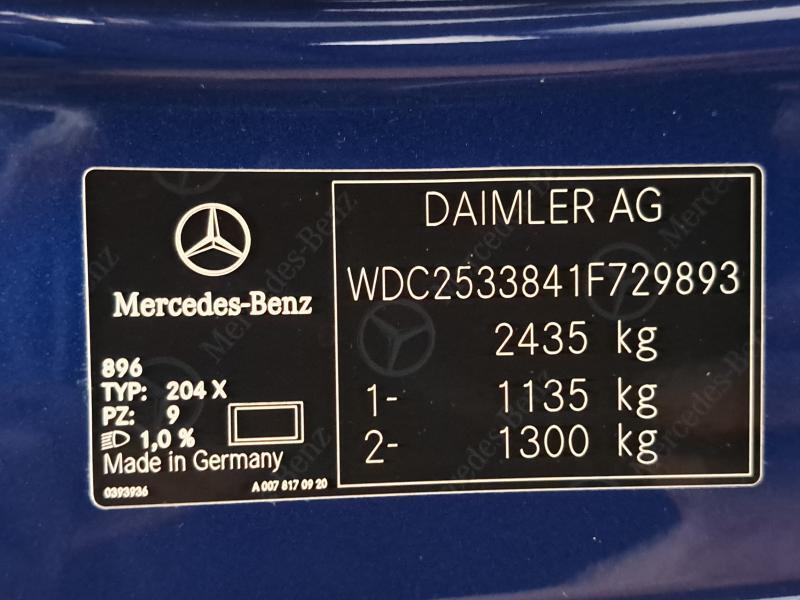 Mercedes-Benz
896
TYP: 204 X
PZ: 9
1,0 %
Made in Germany
0393936
A 007 817 09 20
DAIMLER AG
WDC2533841F729893
2435 kg
1- 1135 kg
2- 1300 kg